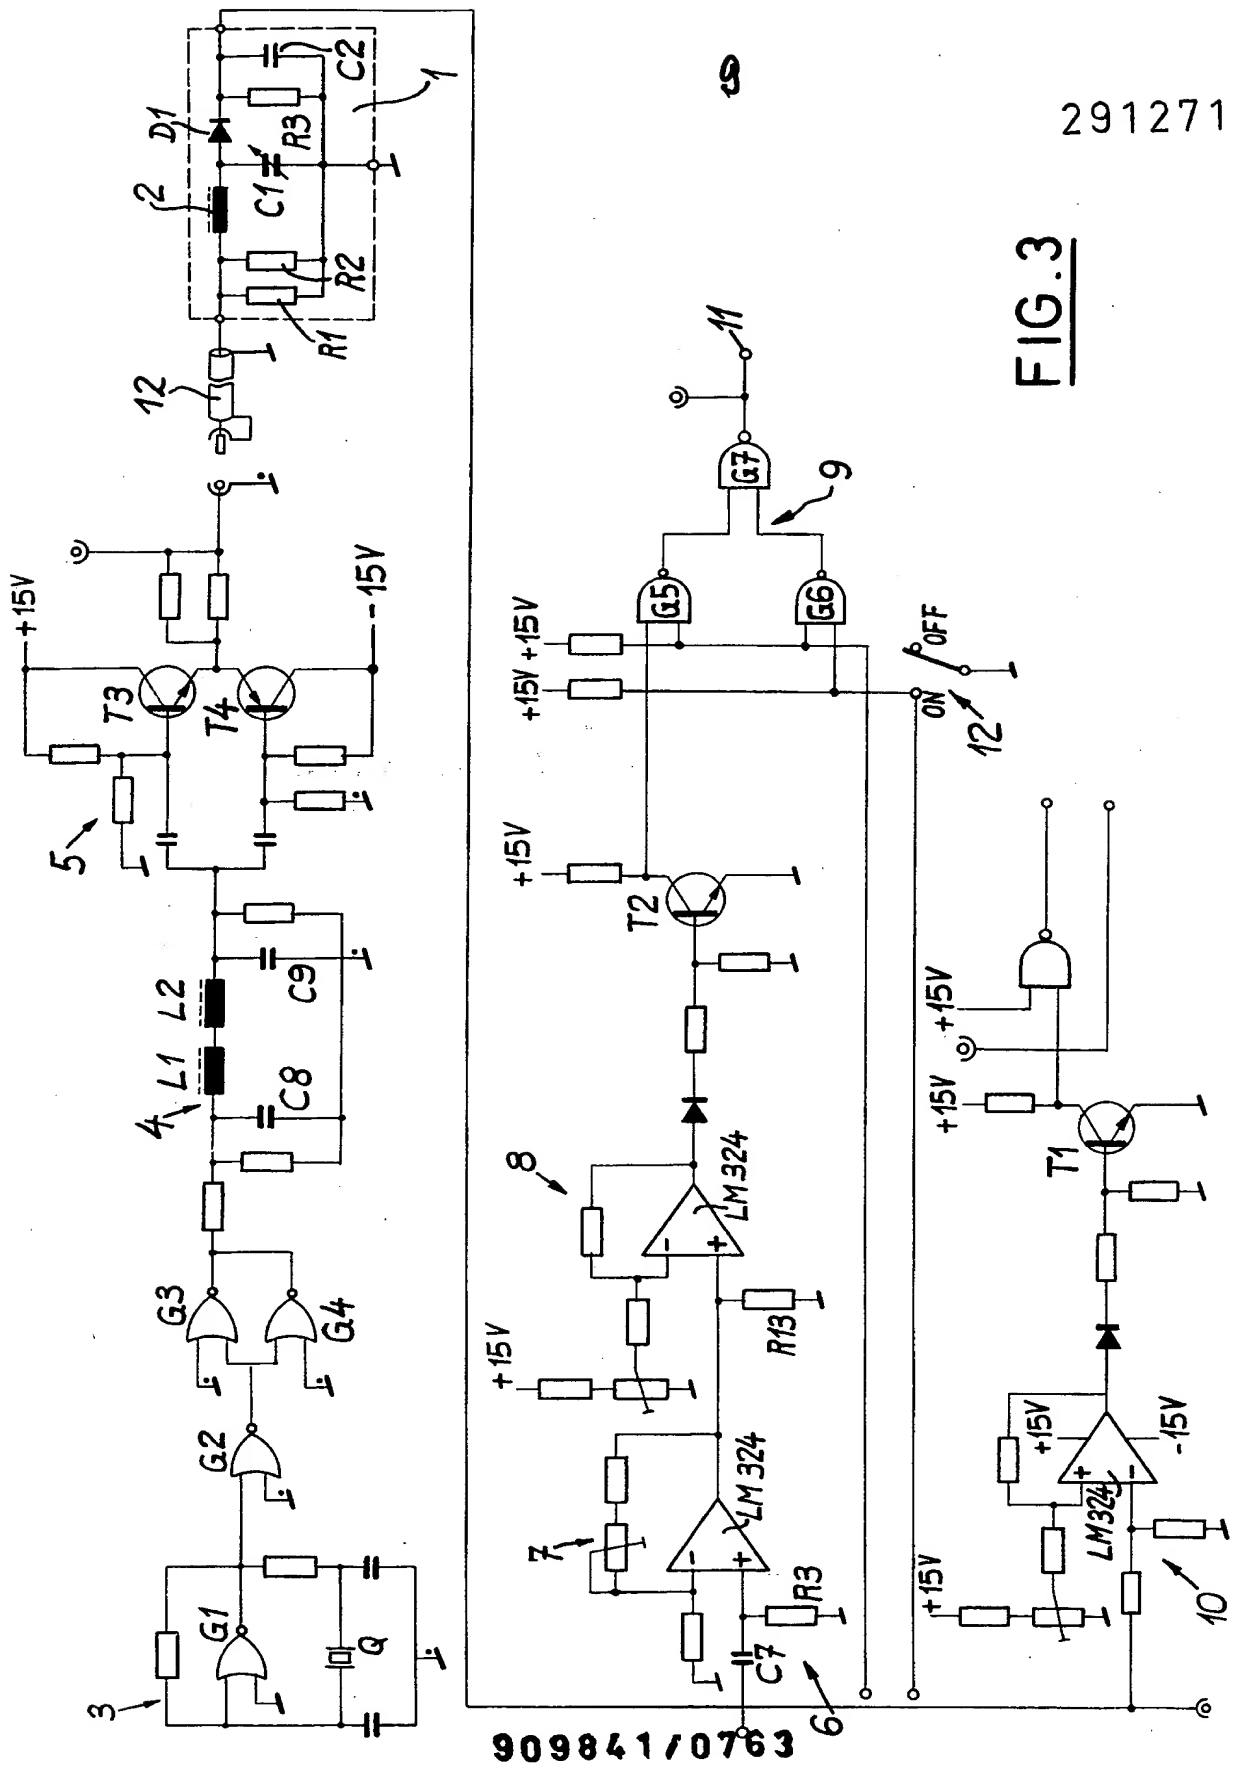 291271
FIG.3
9
C2
1
D1
R3
2
C1
R2
R1
12
+15V
-15V
T3
T4
5
L2
L1
C9
C8
4
G3
G4
G2
G1
Q
3
11
G7
9
G5
G6
+15V
+15V
OFF
ON
12
+15V
T2
8
LM324
R13
+15V
7
LM324
R3
C7
6
+15V
+15V
T1
+15V
-15V
LM324
+15V
10
909841/0763